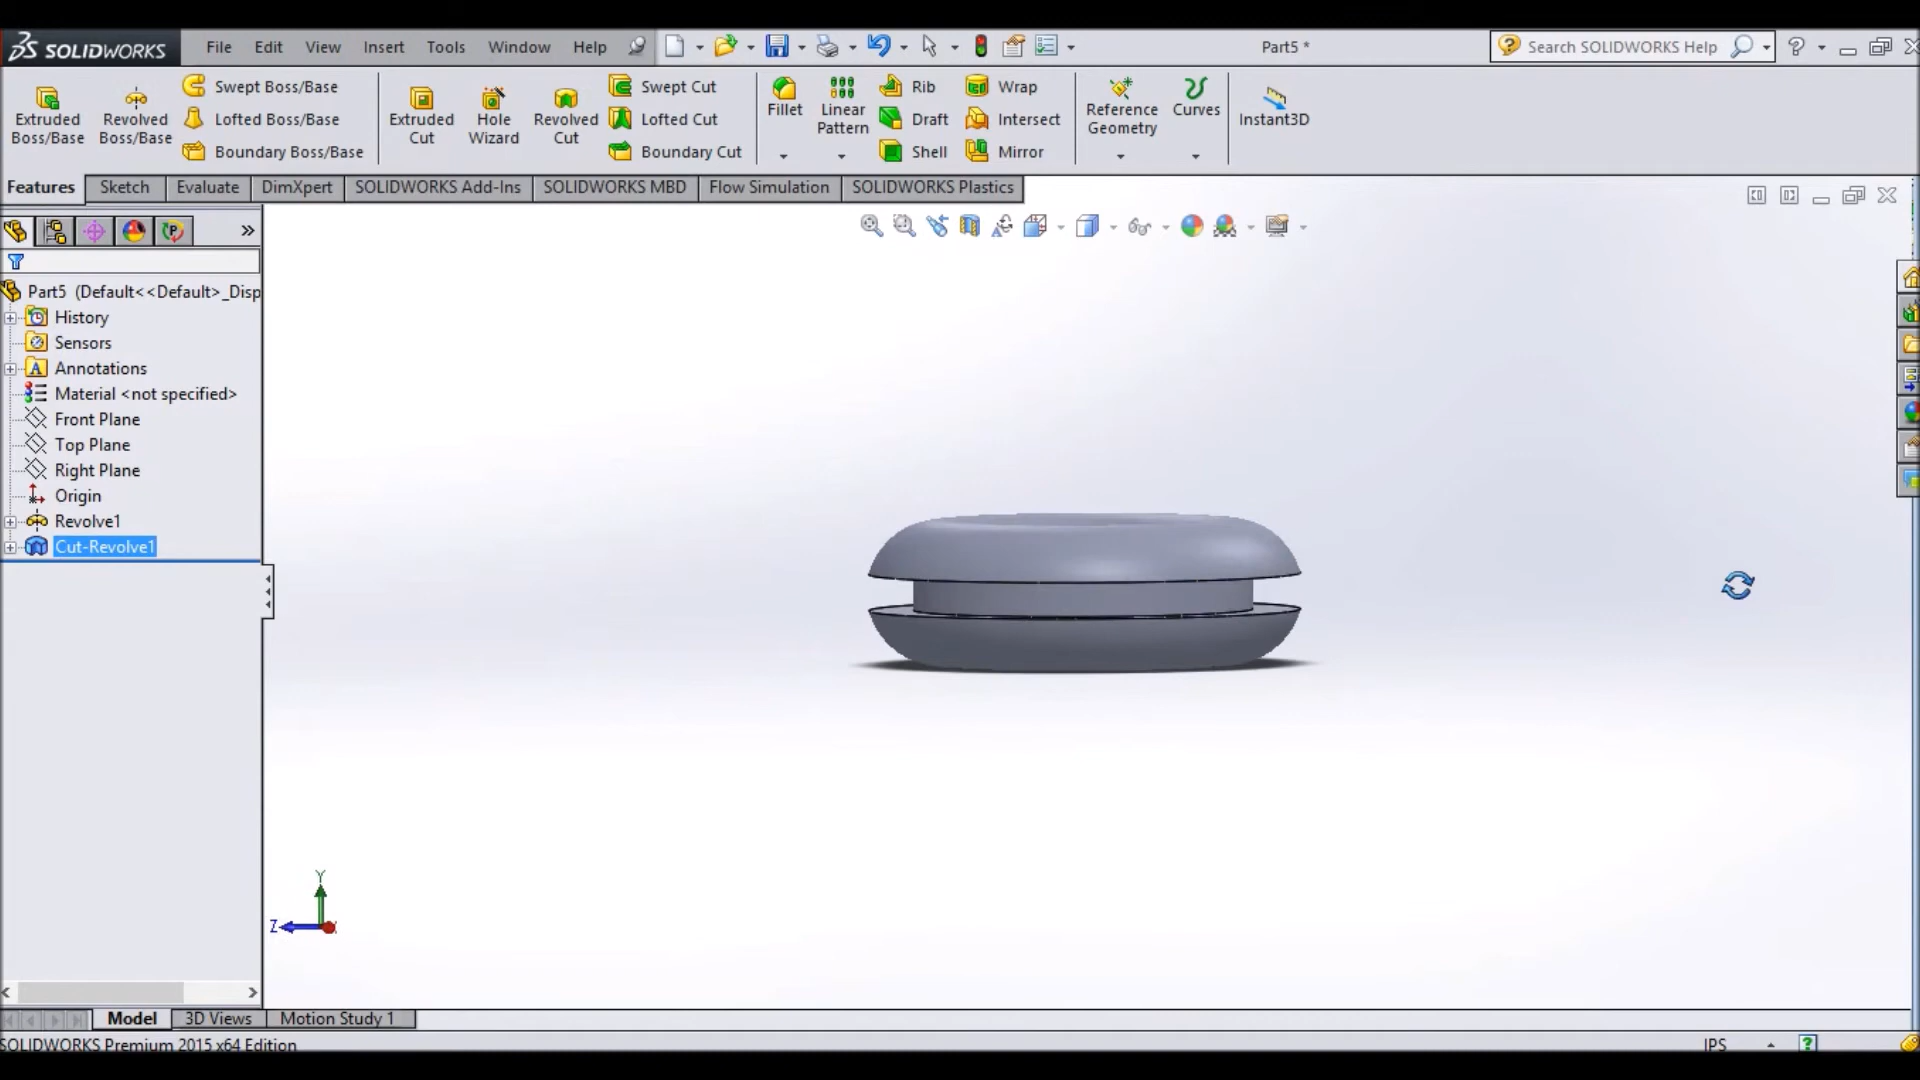 SOLIDWORKS File Edit View Insert Tools Window Help Part5 * Search SOLIDWORKS Help
Extruded Boss/Base
Revolved Boss/Base
Swept Boss/Base
Lofted Boss/Base
Boundary Boss/Base
Extruded Cut
Hole Wizard
Revolved Cut
Swept Cut
Lofted Cut
Boundary Cut
Fillet
Linear Pattern
Rib
Draft
Shell
Wrap
Intersect
Mirror
Reference Geometry
Curves
Instant3D
Features Sketch Evaluate DimXpert SOLIDWORKS Add-Ins SOLIDWORKS MBD Flow Simulation SOLIDWORKS Plastics
Part5 (Default<<Default>_Disp
History
Sensors
Annotations
Material <not specified>
Front Plane
Top Plane
Right Plane
Origin
Revolve1
Cut-Revolve1
Y
Z
Model 3D Views Motion Study 1
SOLIDWORKS Premium 2015 x64 Edition IPS